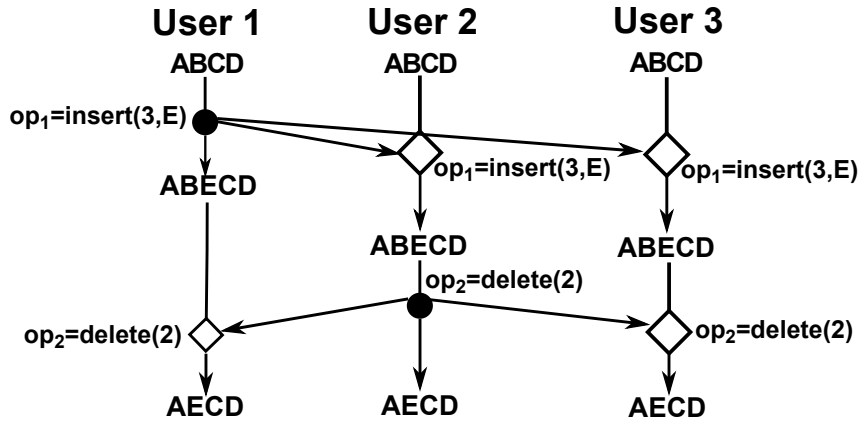 User 1 User 2 User 3
ABCD ABCD ABCD
op₁=insert(3,E)
op₁=insert(3,E) op₁=insert(3,E)
ABECD
ABECD ABECD
op₂=delete(2)
op₂=delete(2) op₂=delete(2)
AECD AECD AECD